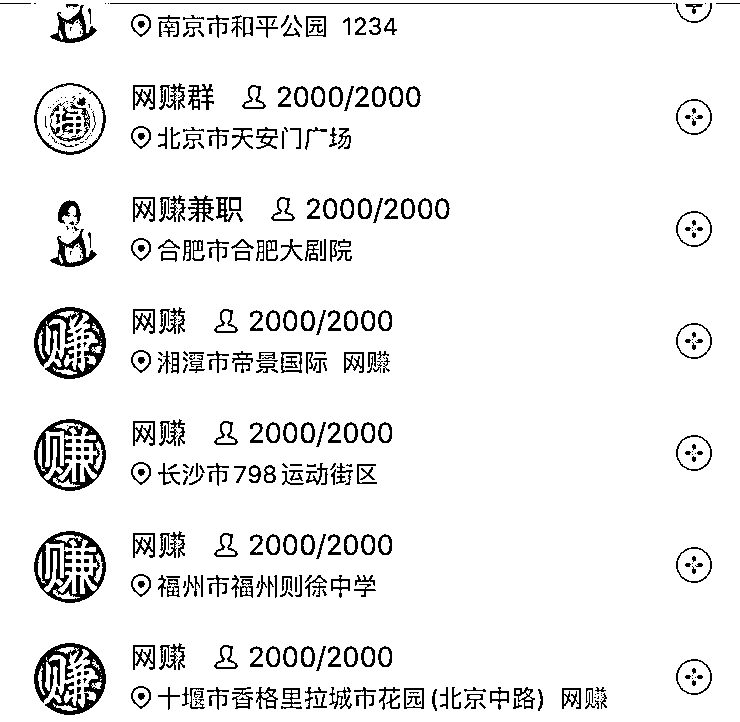 南京市和平公园 1234
网赚群 2000/2000
北京市天安门广场
网赚兼职 2000/2000
合肥市合肥大剧院
赚
网赚 2000/2000
湘潭市帝景国际 网赚
赚
网赚 2000/2000
长沙市798运动街区
赚
网赚 2000/2000
福州市福州则徐中学
赚
网赚 2000/2000
十堰市香格里拉城市花园(北京中路) 网赚